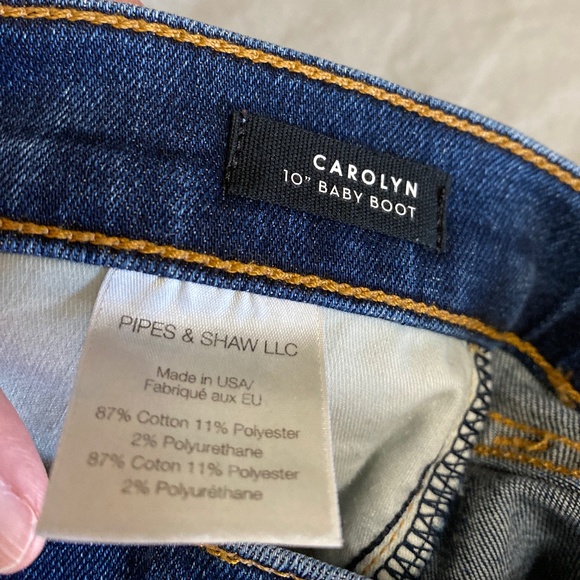 CAROLYN
10" BABY BOOT
PIPES & SHAW LLC
Made in USA/
Fabriqué aux EU
87% Cotton 11% Polyester
2% Polyurethane
87% Coton 11% Polyester
2% Polyuréthane